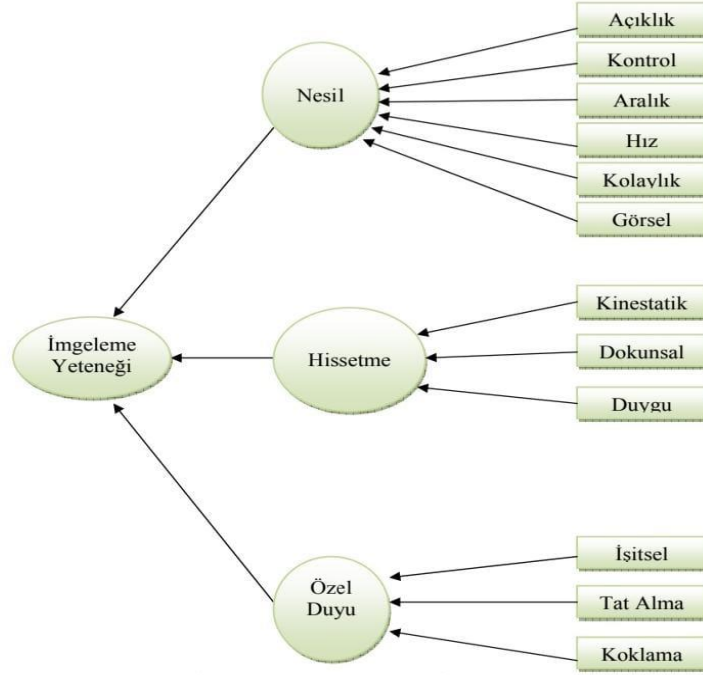 Açıklık
Kontrol
Nesil
Aralık
Hız
Kolaylık
Görsel
İmgeleme
Yeteneği
Hissetme
Kinestatik
Dokunsal
Duygu
Özel
Duyu
İşitsel
Tat Alma
Koklama